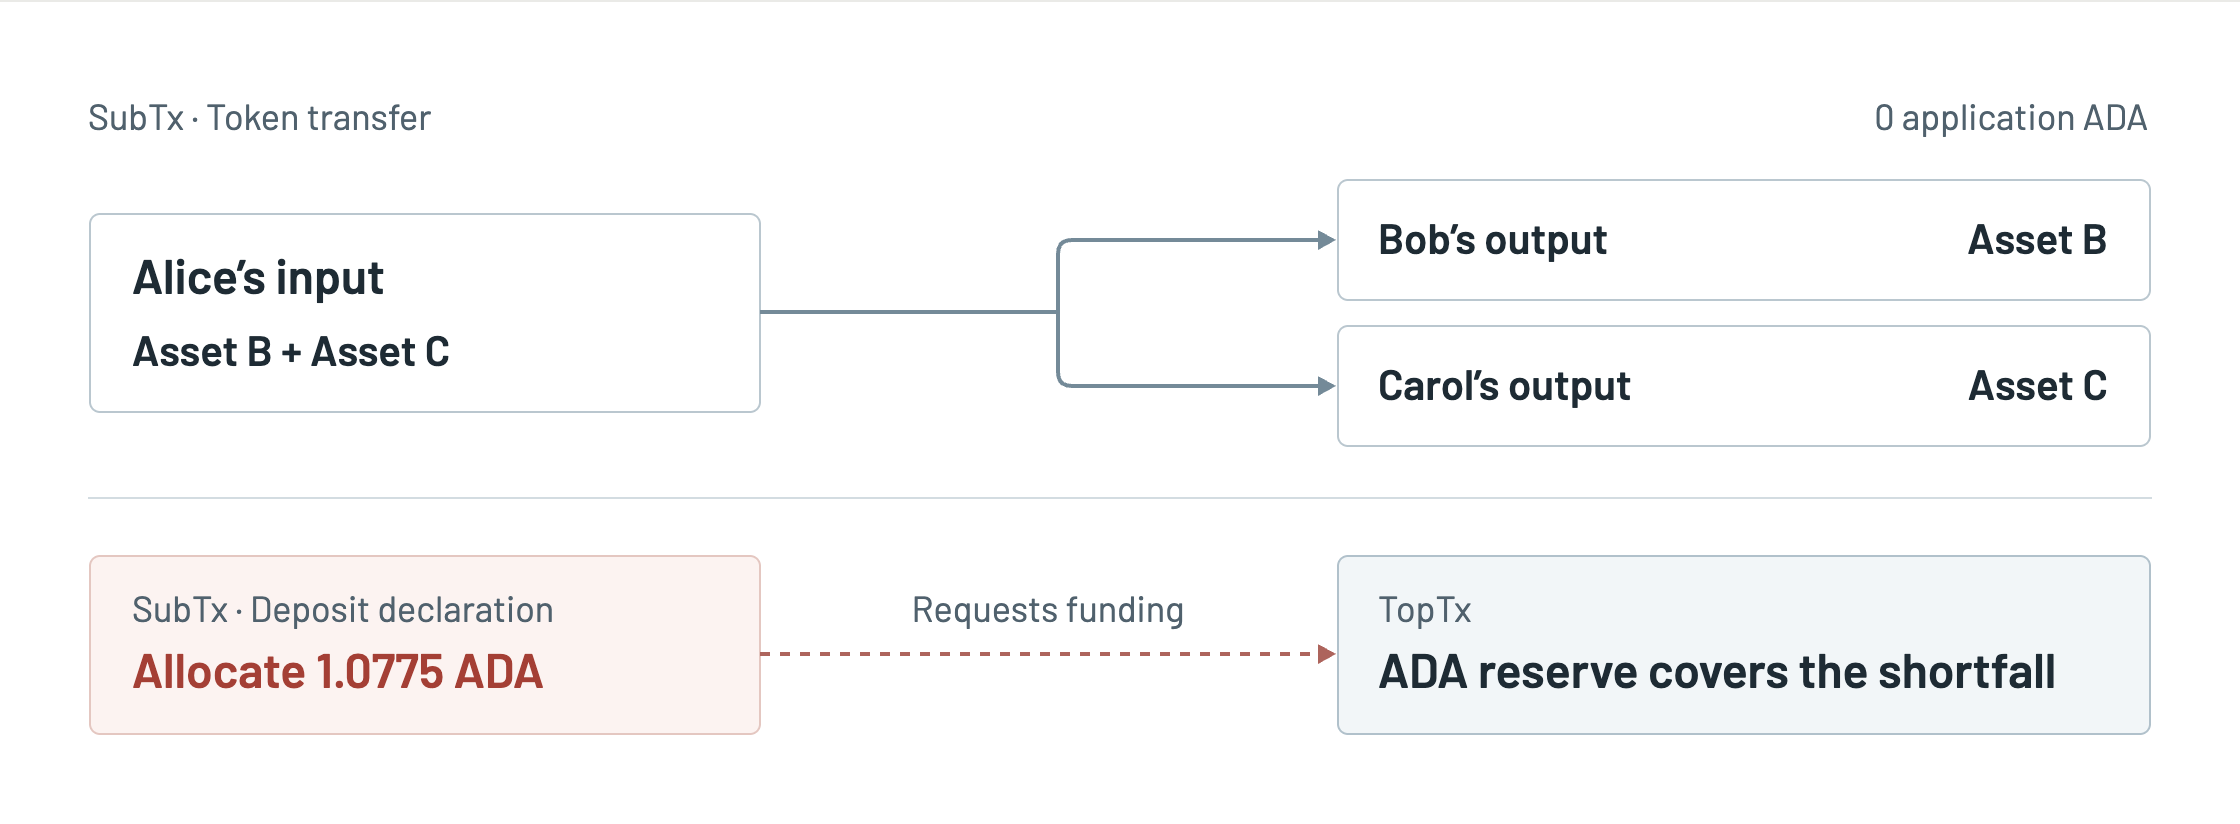 SubTx · Token transfer
0 application ADA
Alice’s input
Asset B + Asset C
Bob’s output
Asset B
Carol’s output
Asset C
SubTx · Deposit declaration
Allocate 1.0775 ADA
Requests funding
TopTx
ADA reserve covers the shortfall